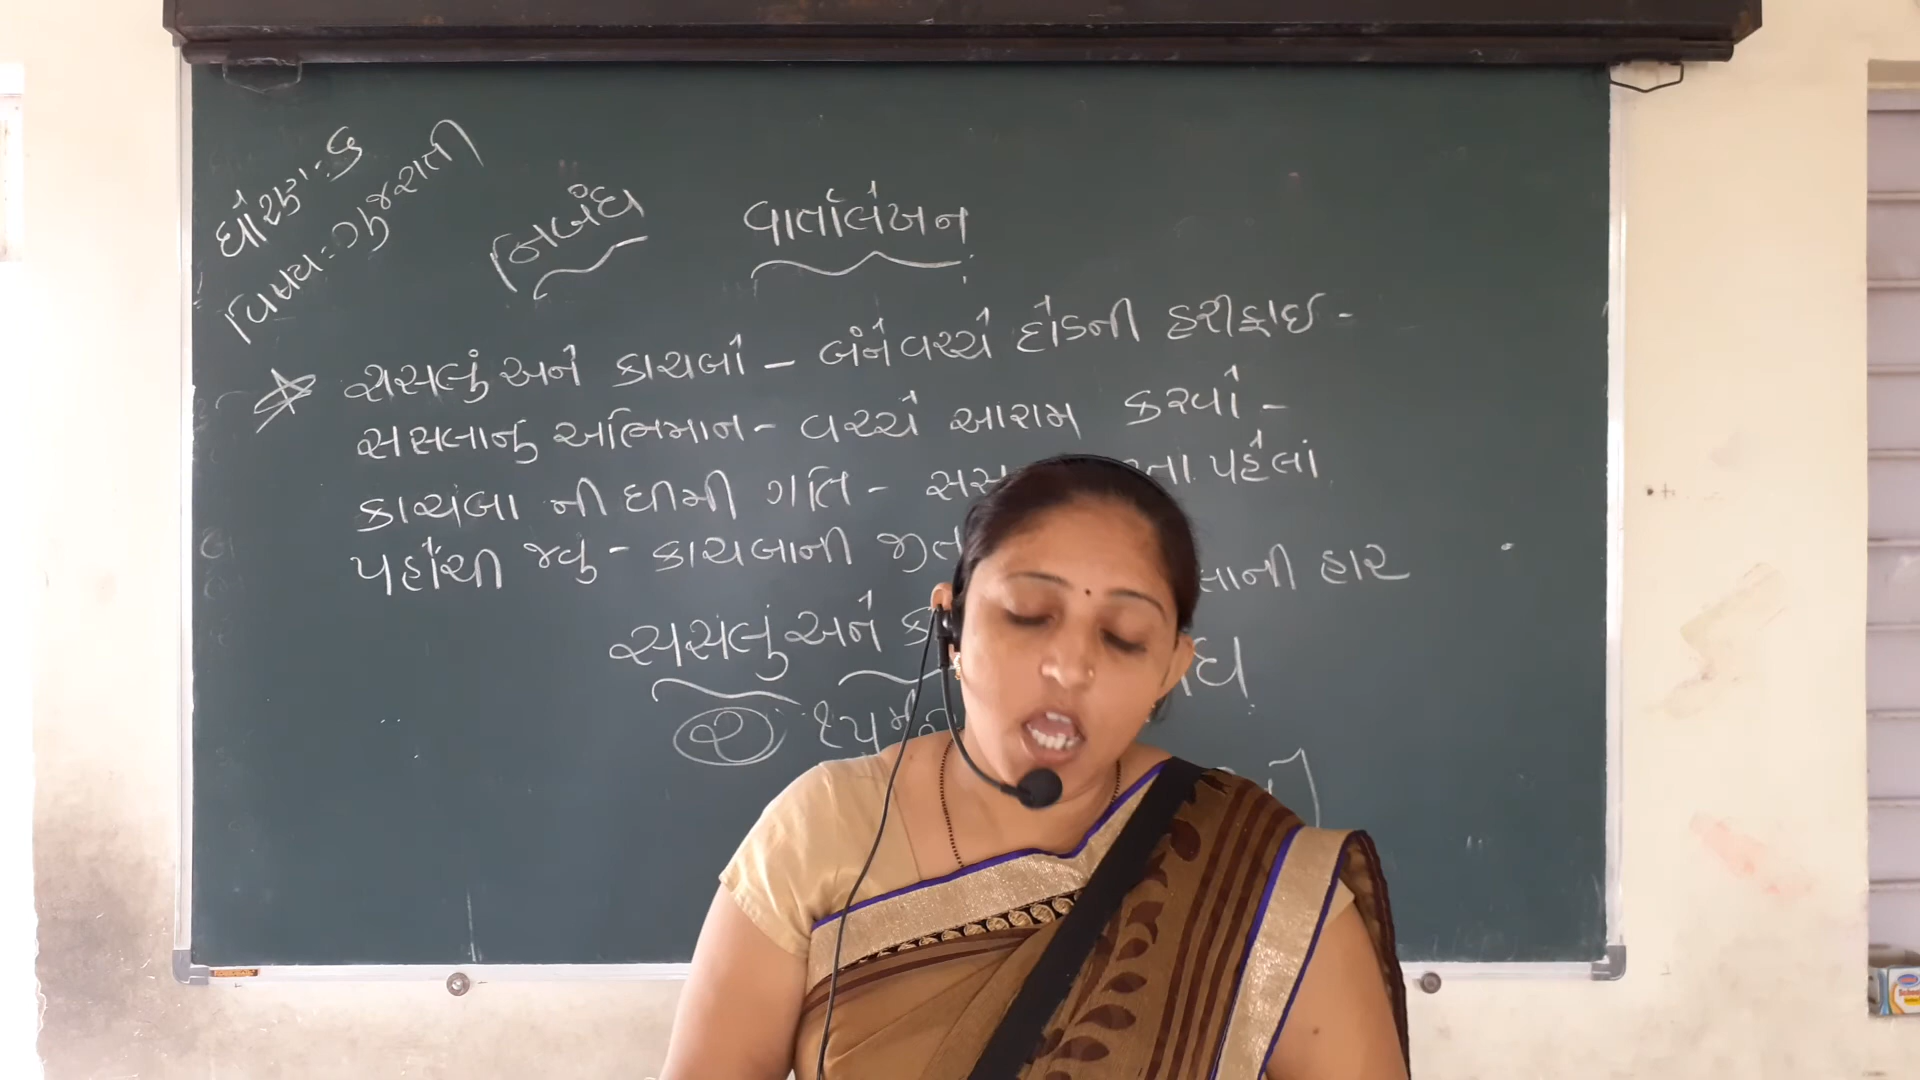 ધોરણ:-૬
વિષય:-ગુજરાતી
નિબંધ
વાર્તાલેખન
સસલું અને કાચબો - બંને વચ્ચે દોડની હરીફાઈ -
સસલાનું અભિમાન - વચ્ચે આરામ કરવો -
કાચબા ની ધીમી ગતિ - સસ તા પહેલાં
પહોંચી જવું - કાચબાની જીત લાની હાર
સસલું અને ક
૨